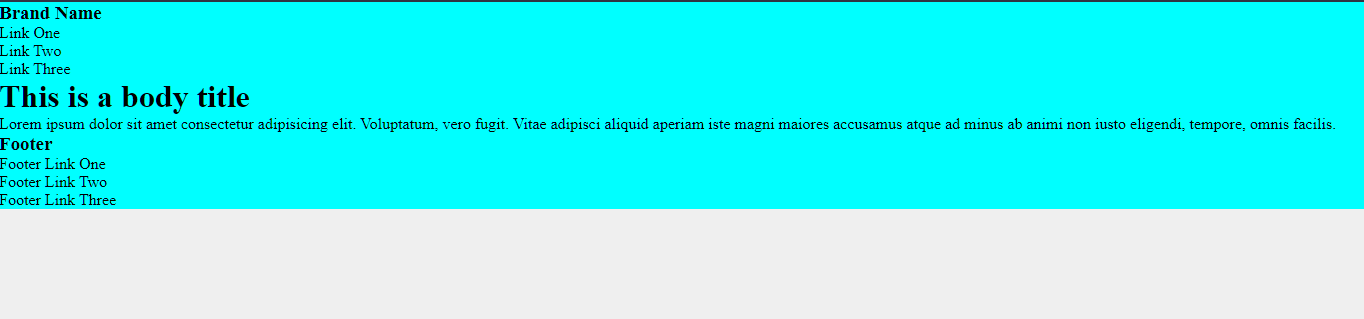 Brand Name
Link One
Link Two
Link Three
This is a body title
Lorem ipsum dolor sit amet consectetur adipisicing elit. Voluptatum, vero fugit. Vitae adipisci aliquid aperiam iste magni maiores accusamus atque ad minus ab animi non iusto eligendi, tempore, omnis facilis.
Footer
Footer Link One
Footer Link Two
Footer Link Three